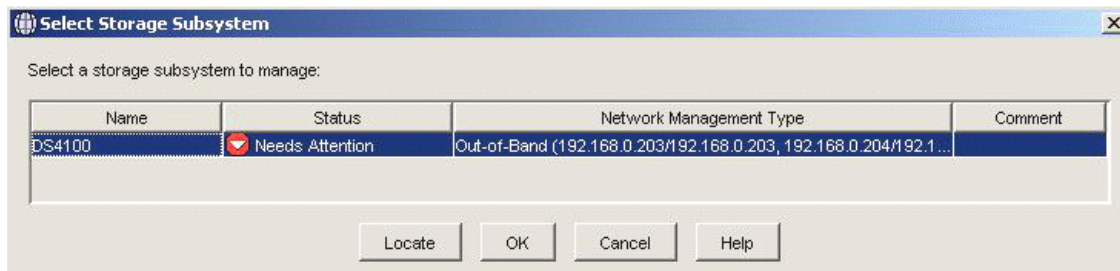 Select Storage Subsystem
Select a storage subsystem to manage:
Name Status Network Management Type Comment
DS4100 Needs Attention Out-of-Band (192.168.0.203/192.168.0.203, 192.168.0.204/192.1...
Locate OK Cancel Help